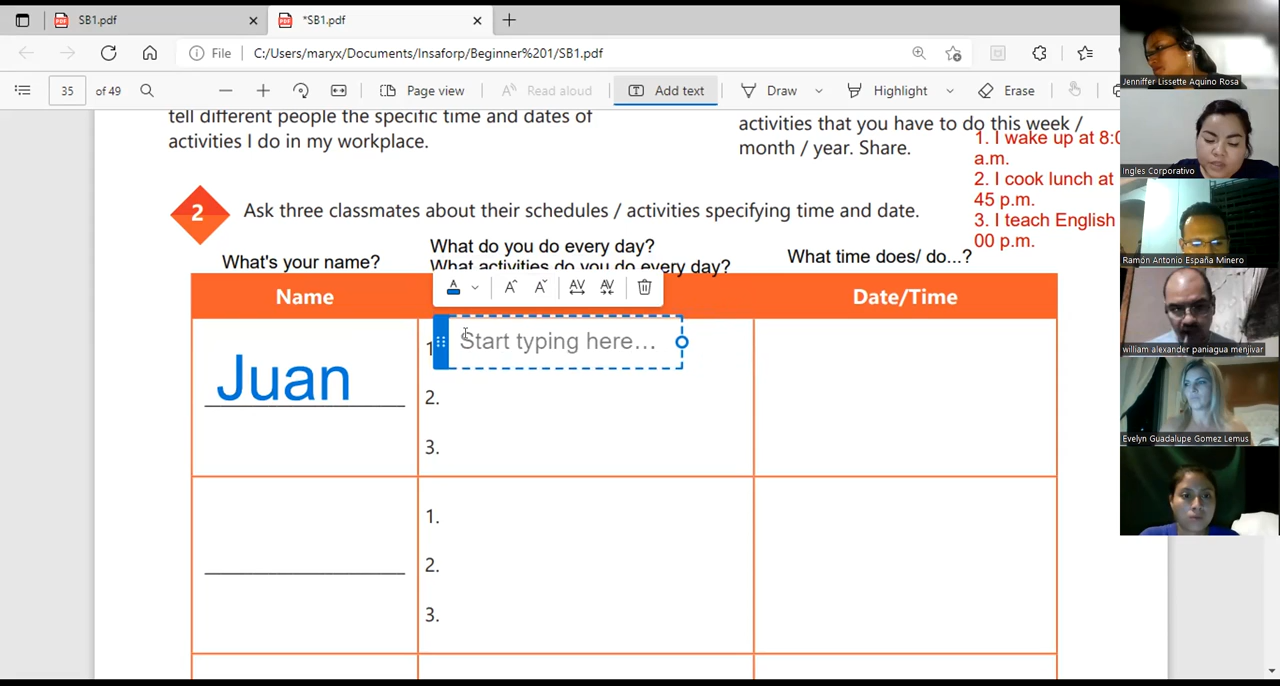 SB1.pdf
*SB1.pdf
File
C:/Users/maryx/Documents/Insaforp/Beginner%201/SB1.pdf
35 of 49
Page view
Read aloud
Add text
Draw
Highlight
Erase
tell different people the specific time and dates of
activities I do in my workplace.
activities that you have to do this week /
month / year. Share.
1. I wake up at 8:0
a.m.
2. I cook lunch at
45 p.m.
3. I teach English
00 p.m.
2
Ask three classmates about their schedules / activities specifying time and date.
What's your name?
What do you do every day?
What activities do you do every day?
What time does/ do...?
Name
Date/Time
Juan
1
Start typing here...
2.
3.
1.
2.
3.
Jenniffer Lissette Aquino Rosa
Ingles Corporativo
Ramón Antonio España Minero
william alexander paniagua menjivar
Evelyn Guadalupe Gomez Lemus